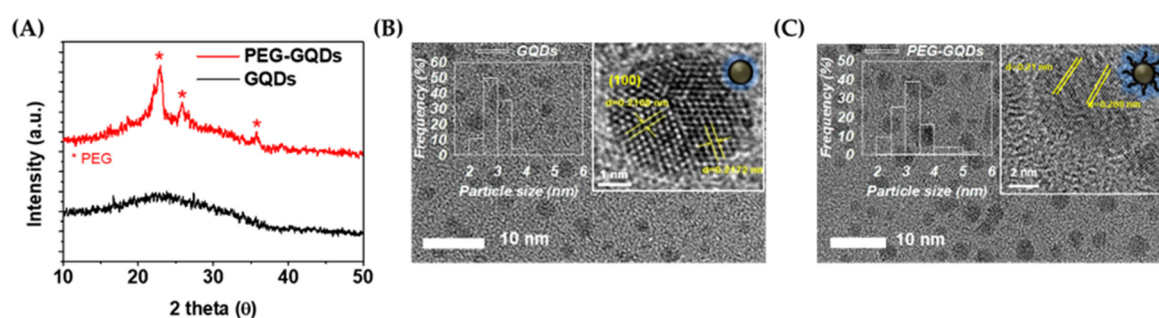 (A)
Intensity (a.u.)
PEG-GQDs
GQDs
*
*
*
* PEG
10 20 30 40 50
2 theta (θ)
(B)
GQDs
Frequency (%)
60
50
40
30
20
10
0
1 2 3 4 5 6
Particle size (nm)
(100)
1 nm
10 nm
(C)
PEG-GQDs
Frequency (%)
50
40
30
20
10
0
1 2 3 4 5 6
Particle size (nm)
d=0.21 nm
2 nm
10 nm